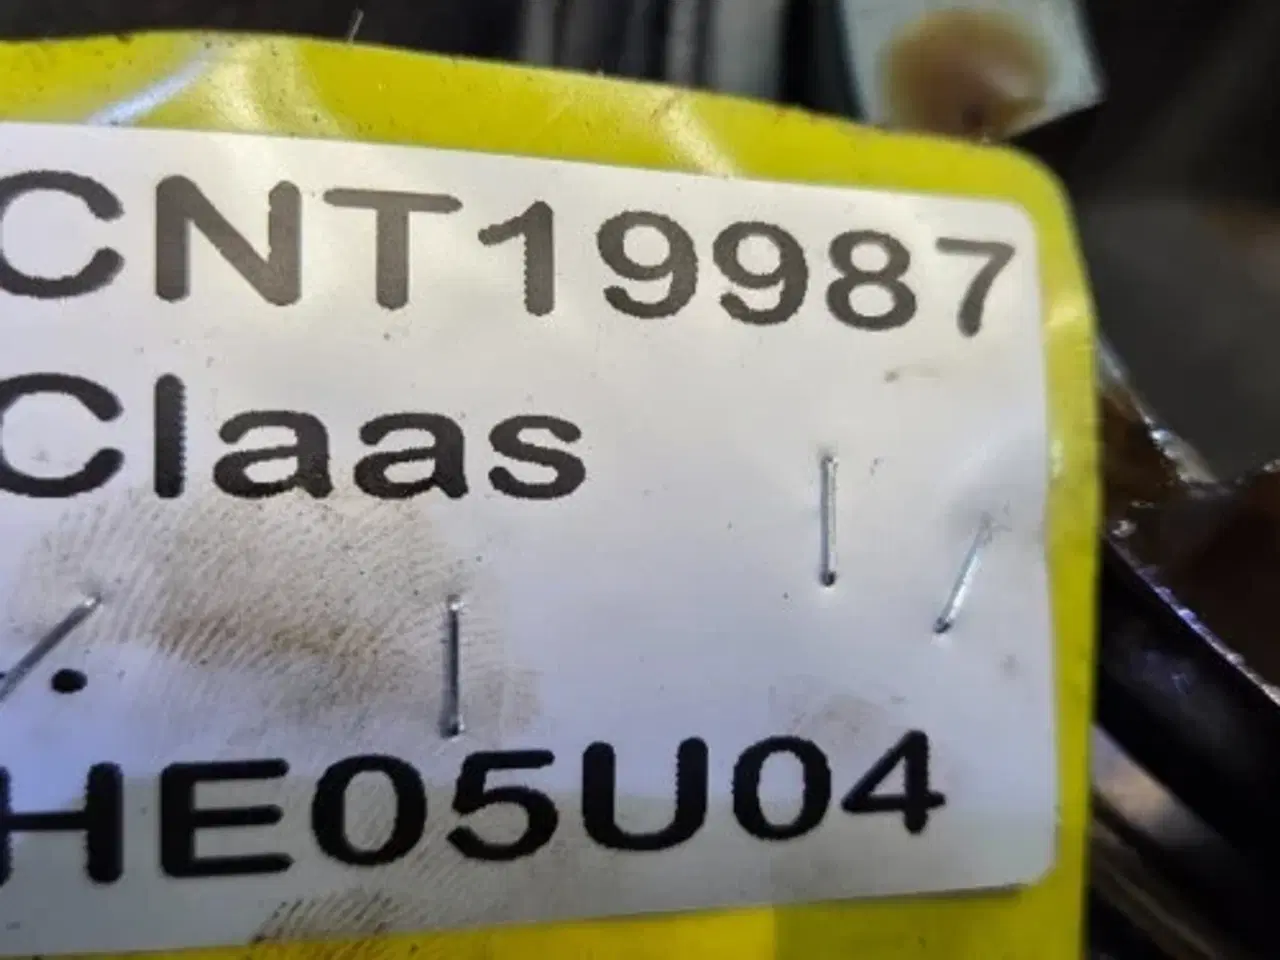 CNT19987
Claas
..
HE05U04